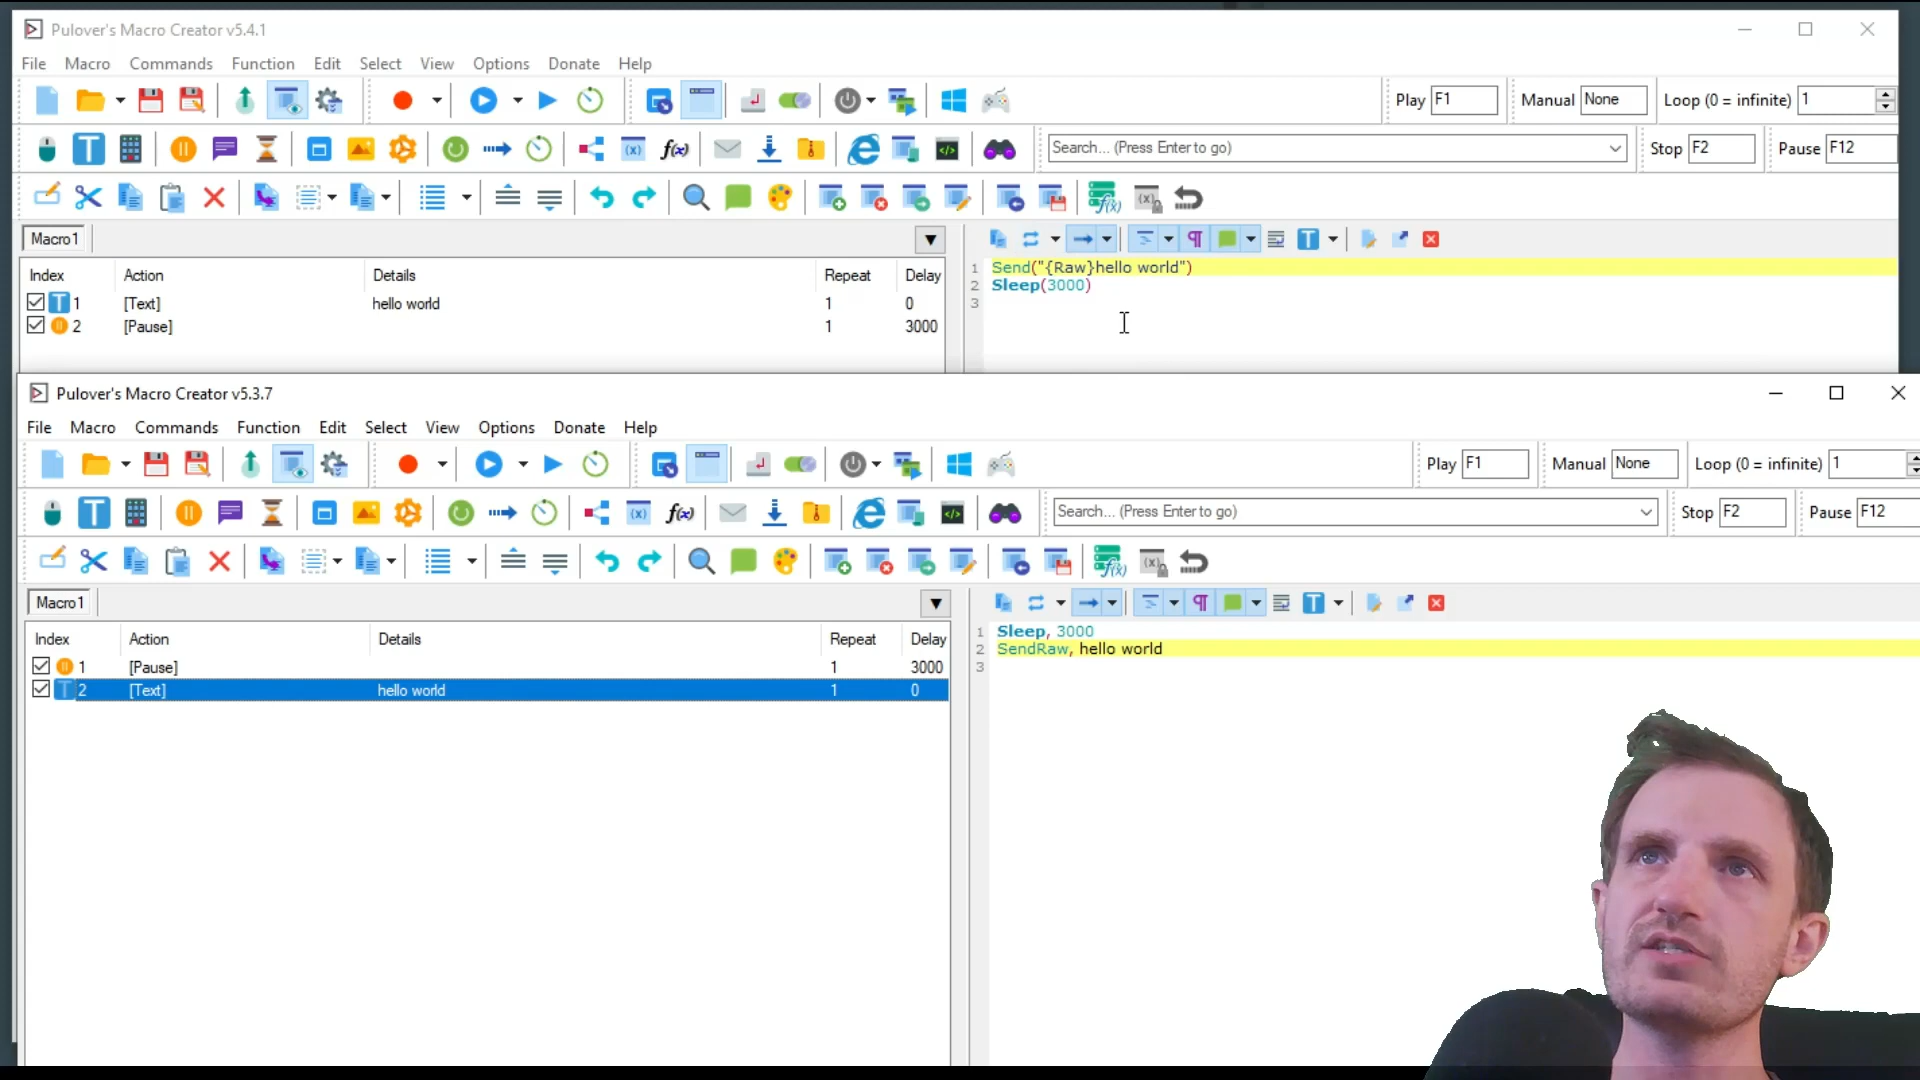 Pulover's Macro Creator v5.4.1
File Macro Commands Function Edit Select View Options Donate Help
Play F1 Manual None Loop (0 = infinite) 1
Search... (Press Enter to go) Stop F2 Pause F12
Macro1
Index Action Details Repeat Delay
1 [Text] hello world 1 0
2 [Pause] 1 3000
1 Send("{Raw}hello world")
2 Sleep(3000)
3
Pulover's Macro Creator v5.3.7
File Macro Commands Function Edit Select View Options Donate Help
Play F1 Manual None Loop (0 = infinite) 1
Search... (Press Enter to go) Stop F2 Pause F12
Macro1
Index Action Details Repeat Delay
1 [Pause] 1 3000
2 [Text] hello world 1 0
1 Sleep, 3000
2 SendRaw, hello world
3